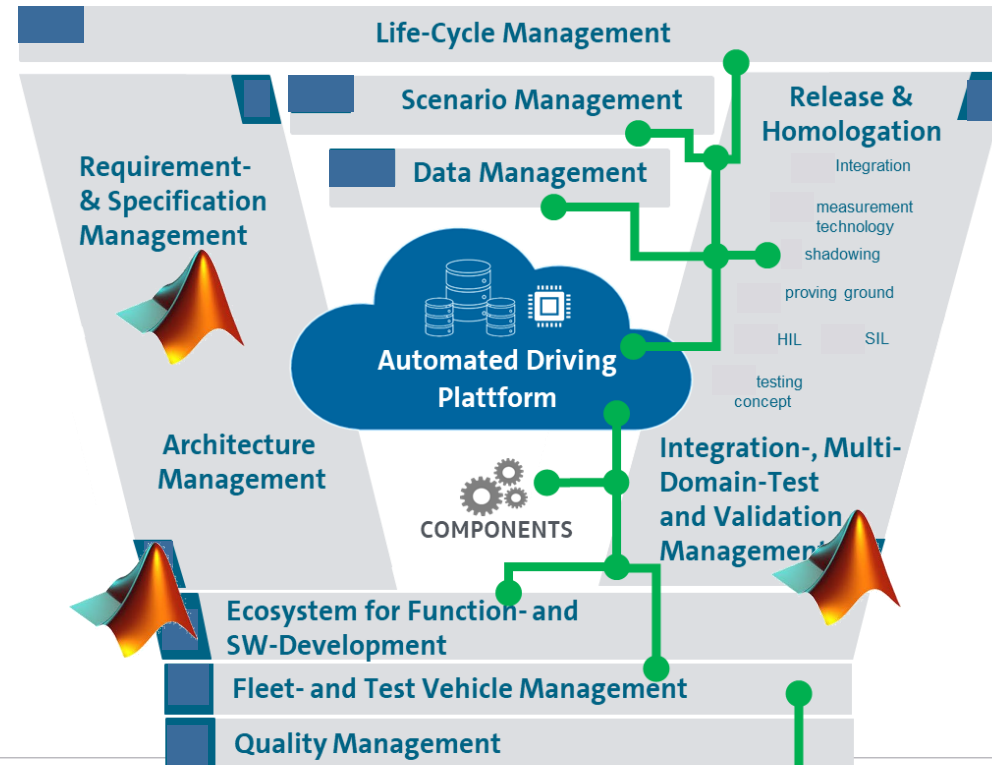 Life-Cycle Management
Scenario Management
Data Management
Requirement-
& Specification
Management
Release &
Homologation
Integration
measurement
technology
shadowing
proving ground
HIL
SIL
testing
concept
Automated Driving
Plattform
Architecture
Management
COMPONENTS
Integration-, Multi-
Domain-Test
and Validation
Management
Ecosystem for Function- and
SW-Development
Fleet- and Test Vehicle Management
Quality Management